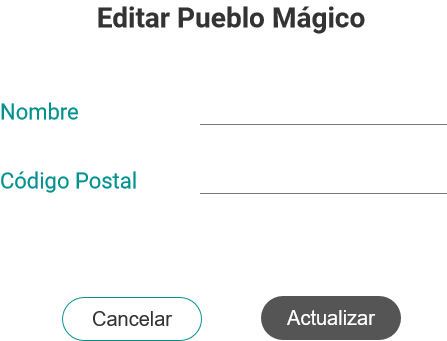 Editar Pueblo Mágico
Nombre
Código Postal
Cancelar
Actualizar